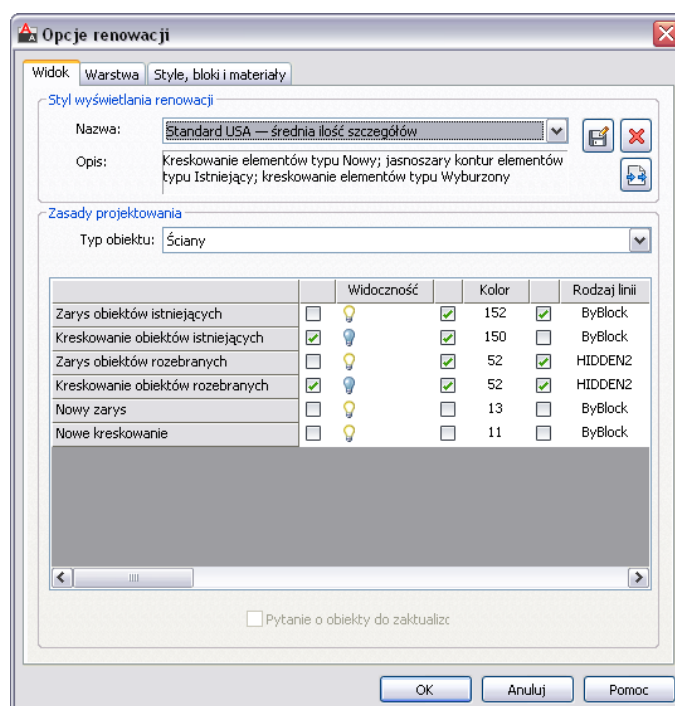 Opcje renowacji
Widok Warstwa Style, bloki i materiały
Styl wyświetlania renowacji
Nazwa: Standard USA — średnia ilość szczegółów
Opis: Kreskowanie elementów typu Nowy; jasnoszary kontur elementów
typu Istniejący; kreskowanie elementów typu Wyburzony
Zasady projektowania
Typ obiektu: Ściany
Widoczność Kolor Rodzaj linii
Zarys obiektów istniejących 152 ByBlock
Kreskowanie obiektów istniejących 150 ByBlock
Zarys obiektów rozebranych 52 HIDDEN2
Kreskowanie obiektów rozebranych 52 HIDDEN2
Nowy zarys 13 ByBlock
Nowe kreskowanie 11 ByBlock
Pytanie o obiekty do zaktualizc
OK Anuluj Pomoc